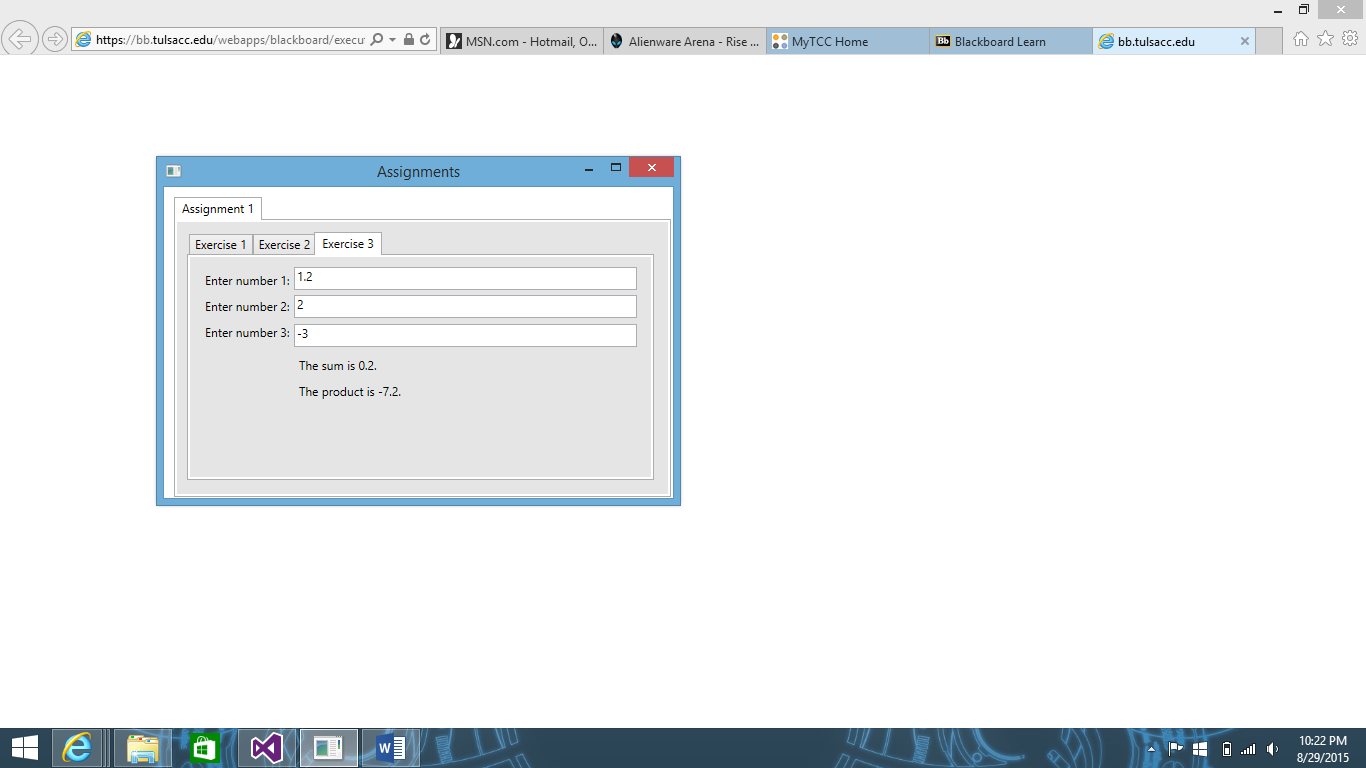 https://bb.tulsacc.edu/webapps/blackboard/execu
MSN.com - Hotmail, O...
Alienware Arena - Rise ...
MyTCC Home
Bb Blackboard Learn
bb.tulsacc.edu
Assignments
Assignment 1
Exercise 1 Exercise 2 Exercise 3
Enter number 1: 1.2
Enter number 2: 2
Enter number 3: -3
The sum is 0.2.
The product is -7.2.
10:22 PM
8/29/2015